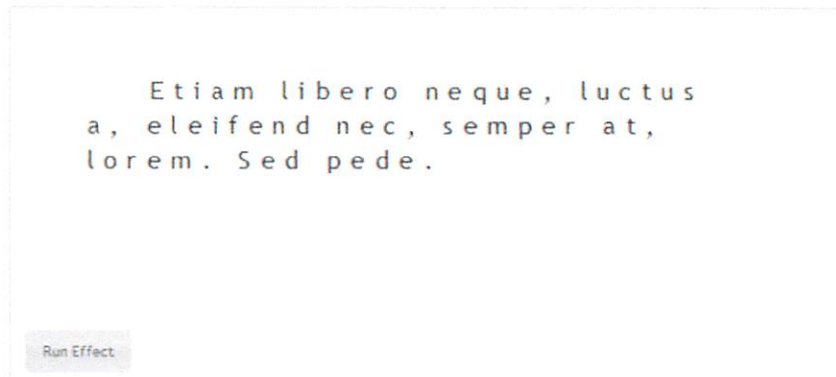 Etiam libero neque, luctus
a, eleifend nec, semper at,
lorem. Sed pede.
Run Effect